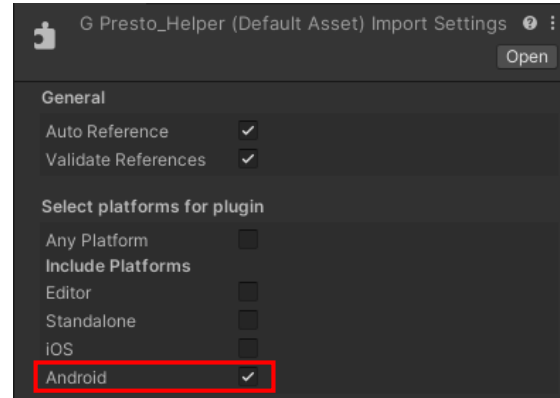 G Presto_Helper (Default Asset) Import Settings
Open
General
Auto Reference
Validate References
Select platforms for plugin
Any Platform
Include Platforms
Editor
Standalone
iOS
Android